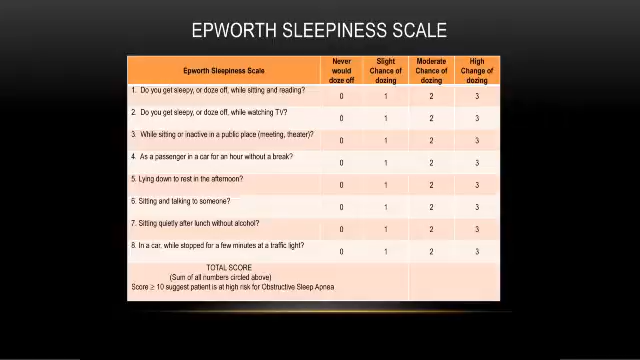 EPWORTH SLEEPINESS SCALE
Epworth Sleepiness Scale
Never would doze off
Slight Chance of dozing
Moderate Chance of dozing
High Change of dozing
1. Do you get sleepy, or doze off, while sitting and reading? 0 1 2 3
2. Do you get sleepy, or doze off, while watching TV? 0 1 2 3
3. While sitting or inactive in a public place (meeting, theater)? 0 1 2 3
4. As a passenger in a car for an hour without a break? 0 1 2 3
5. Lying down to rest in the afternoon? 0 1 2 3
6. Sitting and talking to someone? 0 1 2 3
7. Sitting quietly after lunch without alcohol? 0 1 2 3
8. In a car, while stopped for a few minutes at a traffic light? 0 1 2 3
TOTAL SCORE
(Sum of all numbers circled above)
Score ≥ 10 suggest patient is at high risk for Obstructive Sleep Apnea